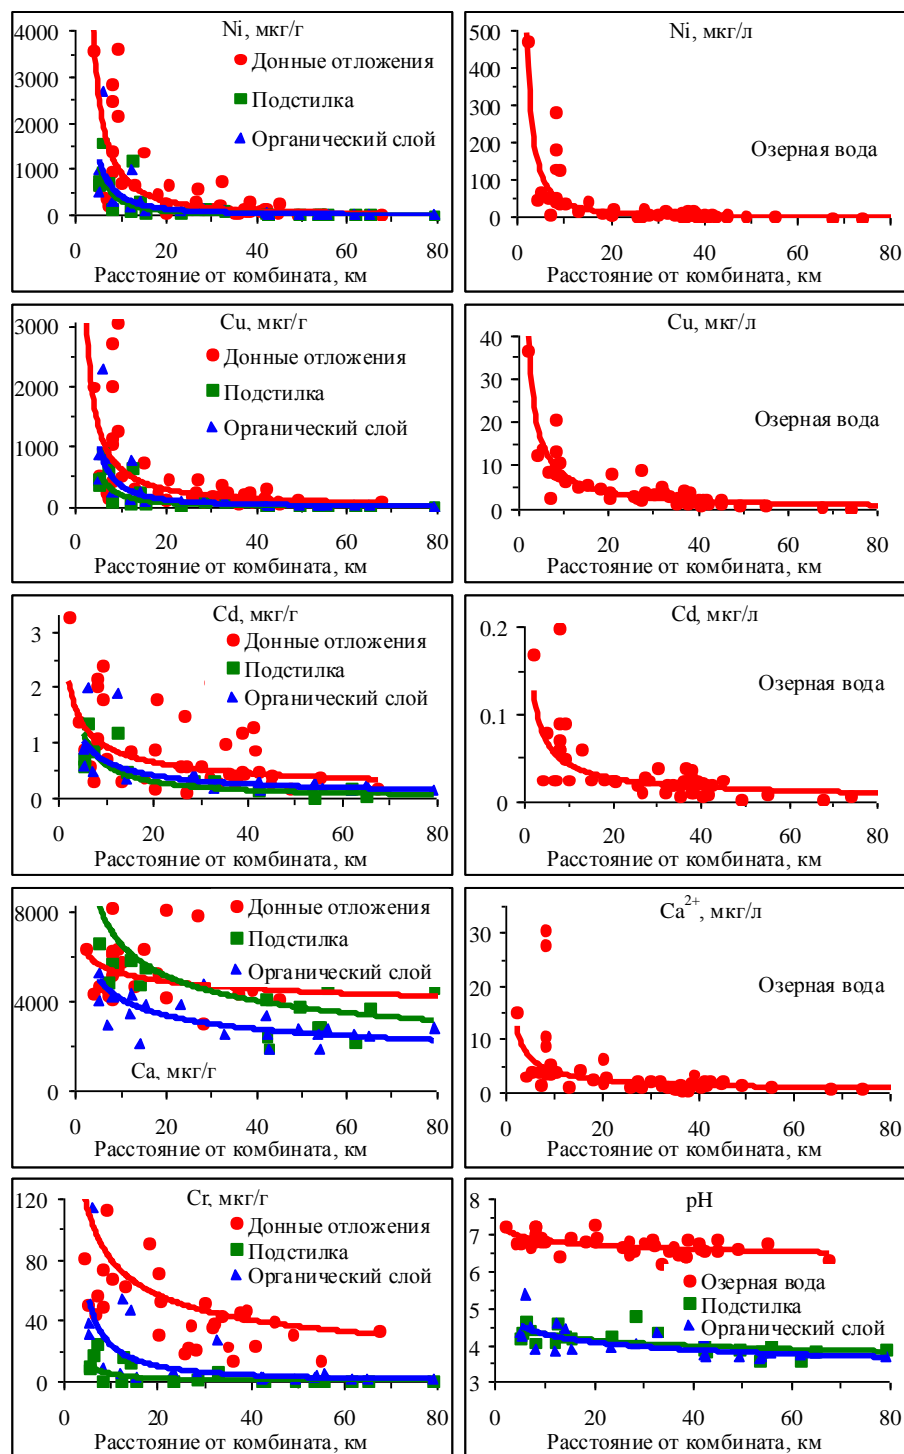 Ni, мкг/г
4000
3000
2000
1000
0
Донные отложения
Подстилка
Органический слой
0 20 40 60 80
Расстояние от комбината, км
Ni, мкг/л
500
400
300
200
100
0
Озерная вода
0 20 40 60 80
Расстояние от комбината, км
Cu, мкг/г
3000
2000
1000
0
Донные отложения
Подстилка
Органический слой
0 20 40 60 80
Расстояние от комбината, км
Cu, мкг/л
40
30
20
10
0
Озерная вода
0 20 40 60 80
Расстояние от комбината, км
Cd, мкг/г
3
2
1
0
Донные отложения
Подстилка
Органический слой
0 20 40 60 80
Расстояние от комбината, км
Cd, мкг/л
0.2
0.1
0
Озерная вода
0 20 40 60 80
Расстояние от комбината, км
8000
4000
0
Донные отложения
Подстилка
Органический слой
Ca, мкг/г
0 20 40 60 80
Расстояние от комбината, км
Ca²⁺, мкг/л
30
20
10
0
Озерная вода
0 20 40 60 80
Расстояние от комбината, км
Cr, мкг/г
120
80
40
0
Донные отложения
Подстилка
Органический слой
0 20 40 60 80
Расстояние от комбината, км
pH
8
7
6
5
4
3
Озерная вода
Подстилка
Органический слой
0 20 40 60 80
Расстояние от комбината, км